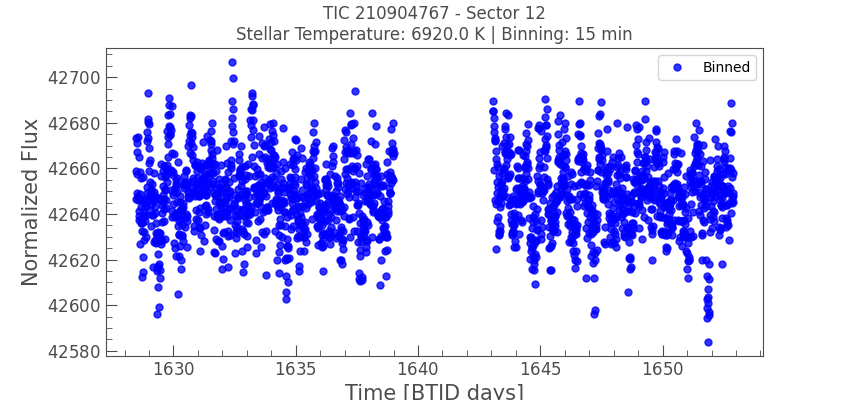 TIC 210904767 - Sector 12
Stellar Temperature: 6920.0 K | Binning: 15 min
Binned
Normalized Flux
42700
42680
42660
42640
42620
42600
42580
1630 1635 1640 1645 1650
Time [BTJD days]